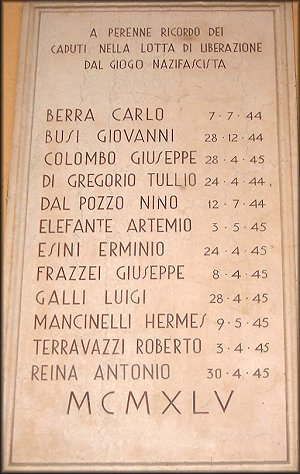 A PERENNE RICORDO DEI
CADUTI NELLA LOTTA DI LIBERAZIONE
DAL GIOGO NAZIFASCISTA
BERRA CARLO 7·7·44
BUSI GIOVANNI 28·12·44
COLOMBO GIUSEPPE 28·4·45
DI GREGORIO TULLIO 24·4·44
DAL POZZO NINO 12·7·44
ELEFANTE ARTEMIO 3·5·45
ESINI ERMINIO 24·4·45
FRAZZEI GIUSEPPE 8·4·45
GALLI LUIGI 28·4·45
MANCINELLI HERMES 9·5·45
TERRAVAZZI ROBERTO 3·4·45
REINA ANTONIO 30·4·45
MCMXLV